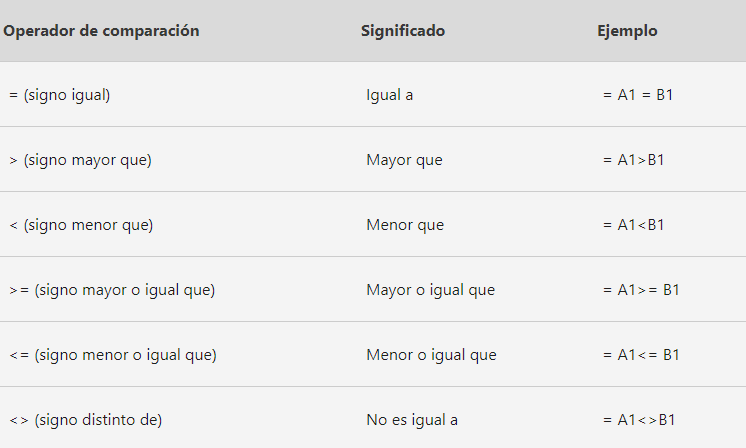 Operador de comparación Significado Ejemplo
= (signo igual) Igual a = A1 = B1
> (signo mayor que) Mayor que = A1>B1
< (signo menor que) Menor que = A1<B1
>= (signo mayor o igual que) Mayor o igual que = A1>= B1
<= (signo menor o igual que) Menor o igual que = A1<= B1
<> (signo distinto de) No es igual a = A1<>B1